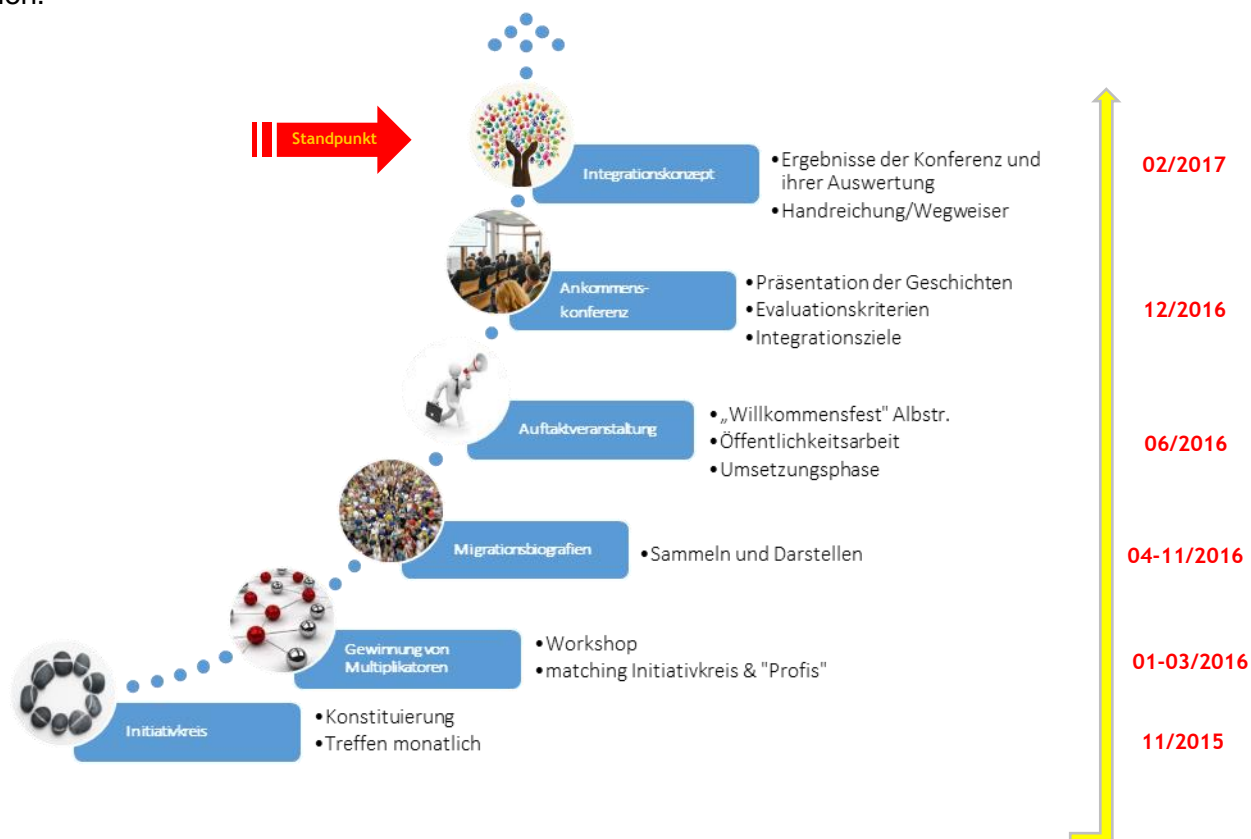 Standpunkt
Integrationskonzept
•Ergebnisse der Konferenz und
ihrer Auswertung
•Handreichung/Wegweiser
02/2017
Ankommens-
konferenz
•Präsentation der Geschichten
•Evaluationskriterien
•Integrationsziele
12/2016
Auftaktveranstaltung
•„Willkommensfest" Albstr.
•Öffentlichkeitsarbeit
•Umsetzungsphase
06/2016
Migrationsbiografien
•Sammeln und Darstellen
04-11/2016
Gewinnung von
Multiplikatoren
•Workshop
•matching Initiativkreis & "Profis"
01-03/2016
Initiativkreis
•Konstituierung
•Treffen monatlich
11/2015